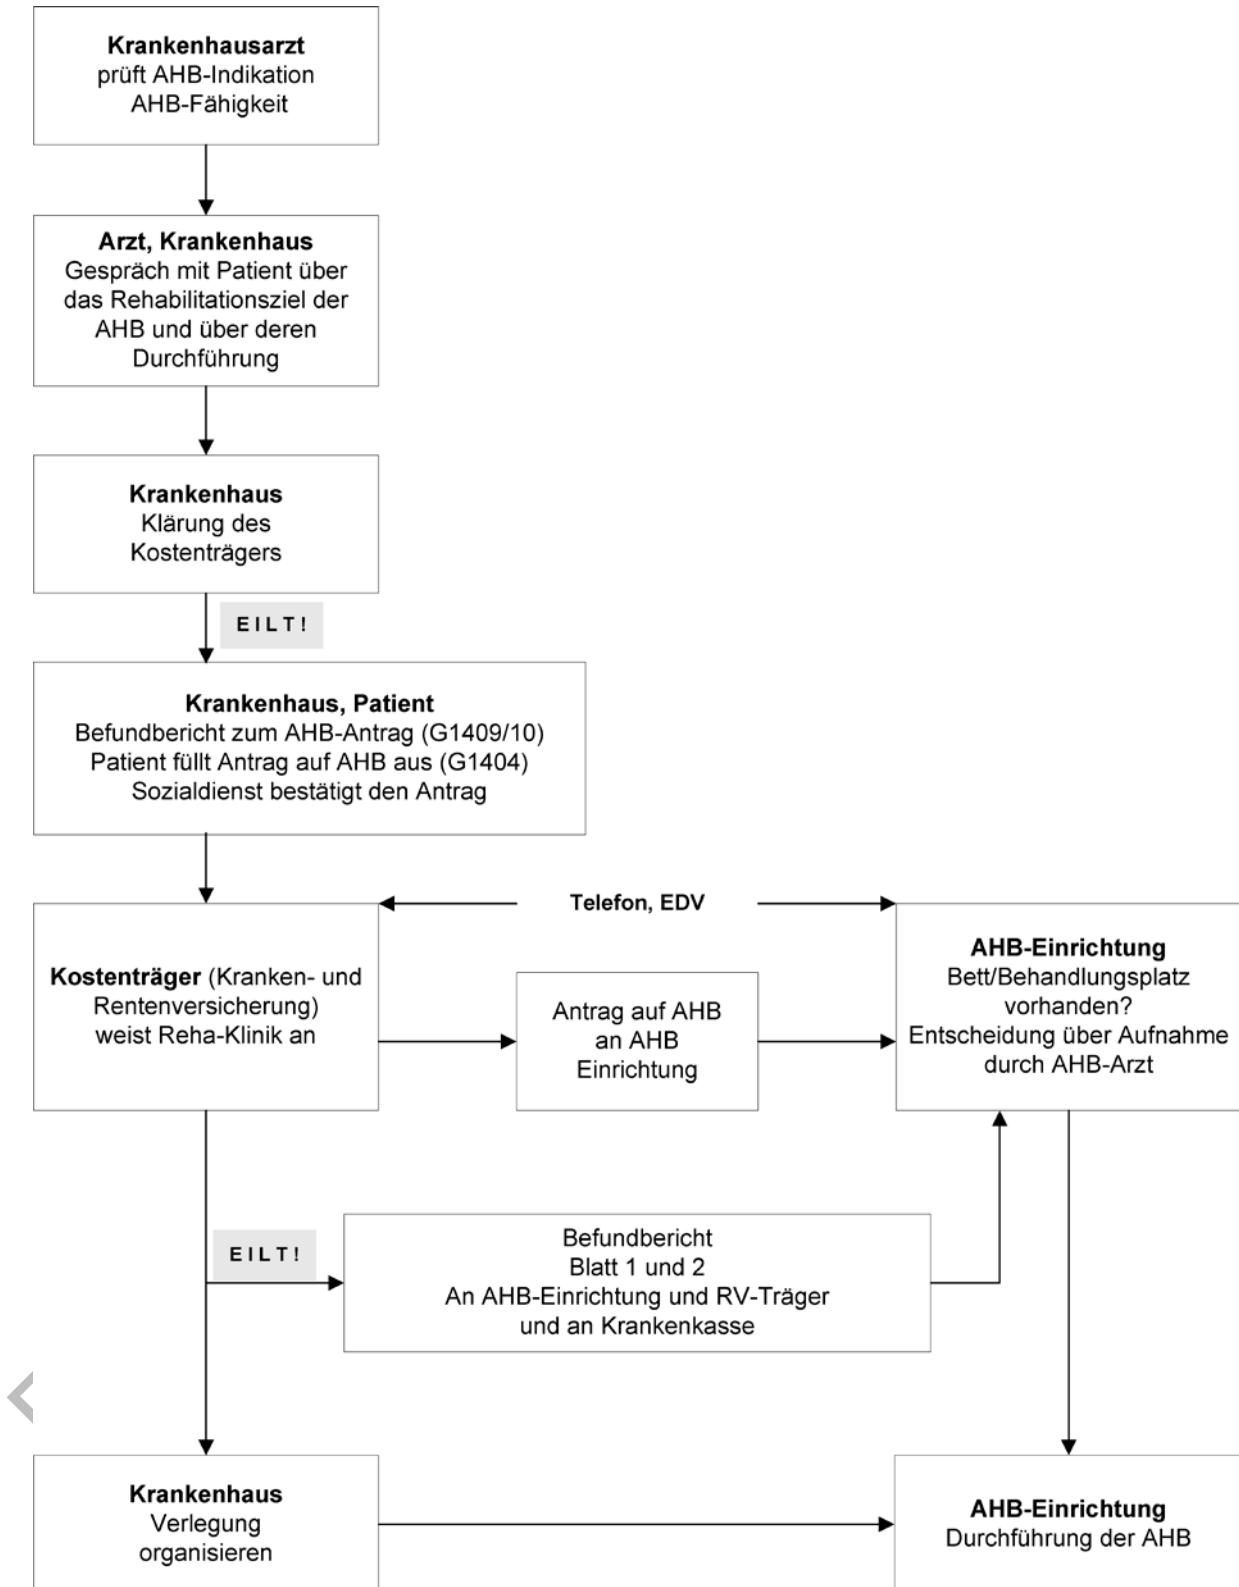 Krankenhausarzt
prüft AHB-Indikation
AHB-Fähigkeit
Arzt, Krankenhaus
Gespräch mit Patient über
das Rehabilitationsziel der
AHB und über deren
Durchführung
Krankenhaus
Klärung des
Kostenträgers
EILT!
Krankenhaus, Patient
Befundbericht zum AHB-Antrag (G1409/10)
Patient füllt Antrag auf AHB aus (G1404)
Sozialdienst bestätigt den Antrag
Telefon, EDV
Kostenträger (Kranken- und
Rentenversicherung)
weist Reha-Klinik an
Antrag auf AHB
an AHB
Einrichtung
AHB-Einrichtung
Bett/Behandlungsplatz
vorhanden?
Entscheidung über Aufnahme
durch AHB-Arzt
EILT!
Befundbericht
Blatt 1 und 2
An AHB-Einrichtung und RV-Träger
und an Krankenkasse
Krankenhaus
Verlegung
organisieren
AHB-Einrichtung
Durchführung der AHB